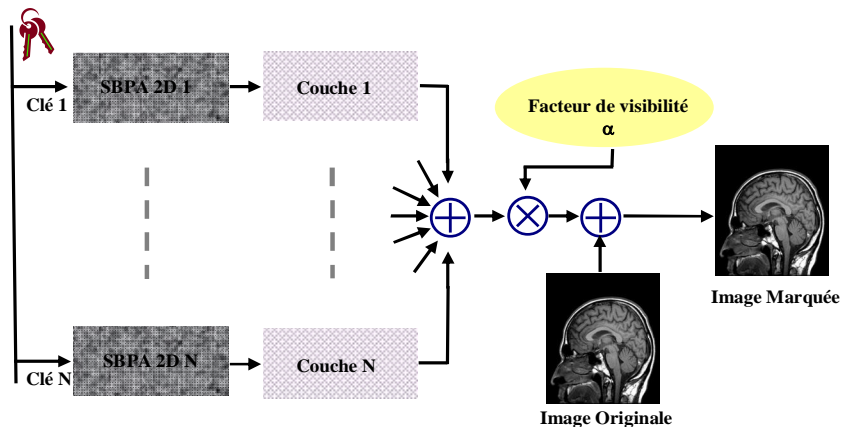 SBPA 2D 1
Couche 1
Clé 1
Facteur de visibilité
α
Image Marquée
SBPA 2D N
Couche N
Clé N
Image Originale